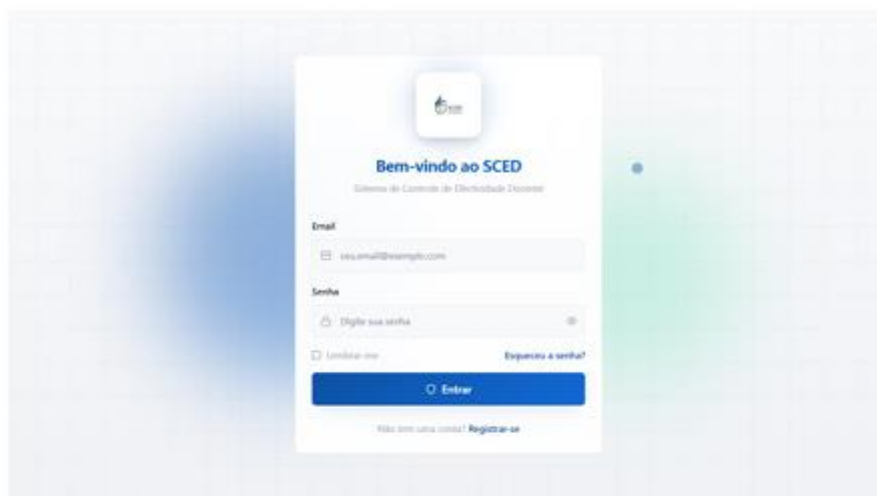 Bem-vindo ao SCED
Sistema de Controle de Efectividade Docente
Email
seu.email@exemplo.com
Senha
Digite sua senha
Lembrar-me
Esqueceu a senha?
Entrar
Não tem uma conta? Registrar-se